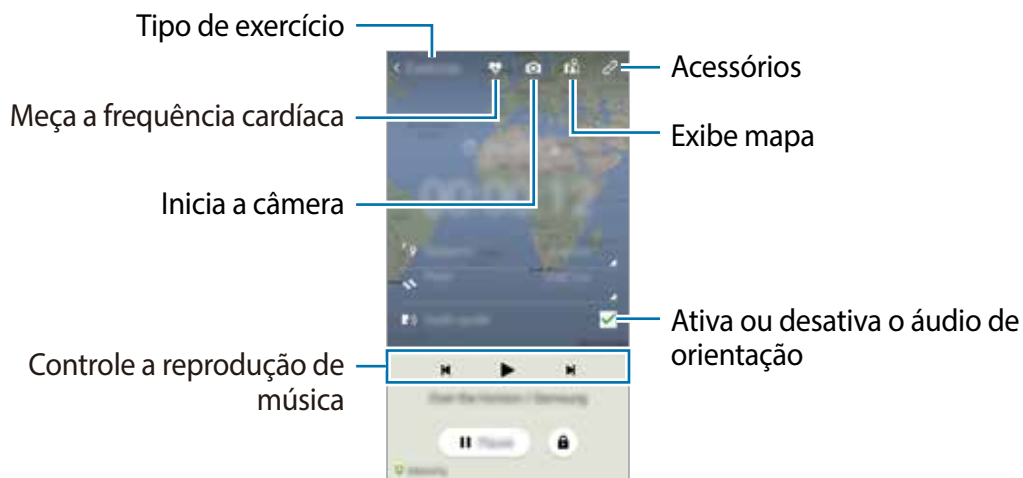 Tipo de exercício
Acessórios
Meça a frequência cardíaca
Exibe mapa
Inicia a câmera
Ativa ou desativa o áudio de
orientação
Controle a reprodução de
música